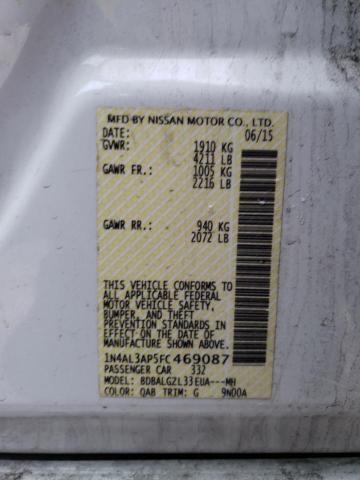 MFD BY NISSAN MOTOR CO., LTD.
DATE: 06/15
GVWR: 1910 KG
4211 LB
GAWR FR.: 1005 KG
2216 LB
GAWR RR.: 940 KG
2072 LB
THIS VEHICLE CONFORMS TO
ALL APPLICABLE FEDERAL
MOTOR VEHICLE SAFETY,
BUMPER, AND THEFT
PREVENTION STANDARDS
IN EFFECT ON THE DATE OF
MANUFACTURE SHOWN ABOVE.
1N4AL3AP5FC469087
PASSENGER CAR 332
MODEL: BDBALGZL33EUA---MH
COLOR: QAB TRIM: G 9N00A